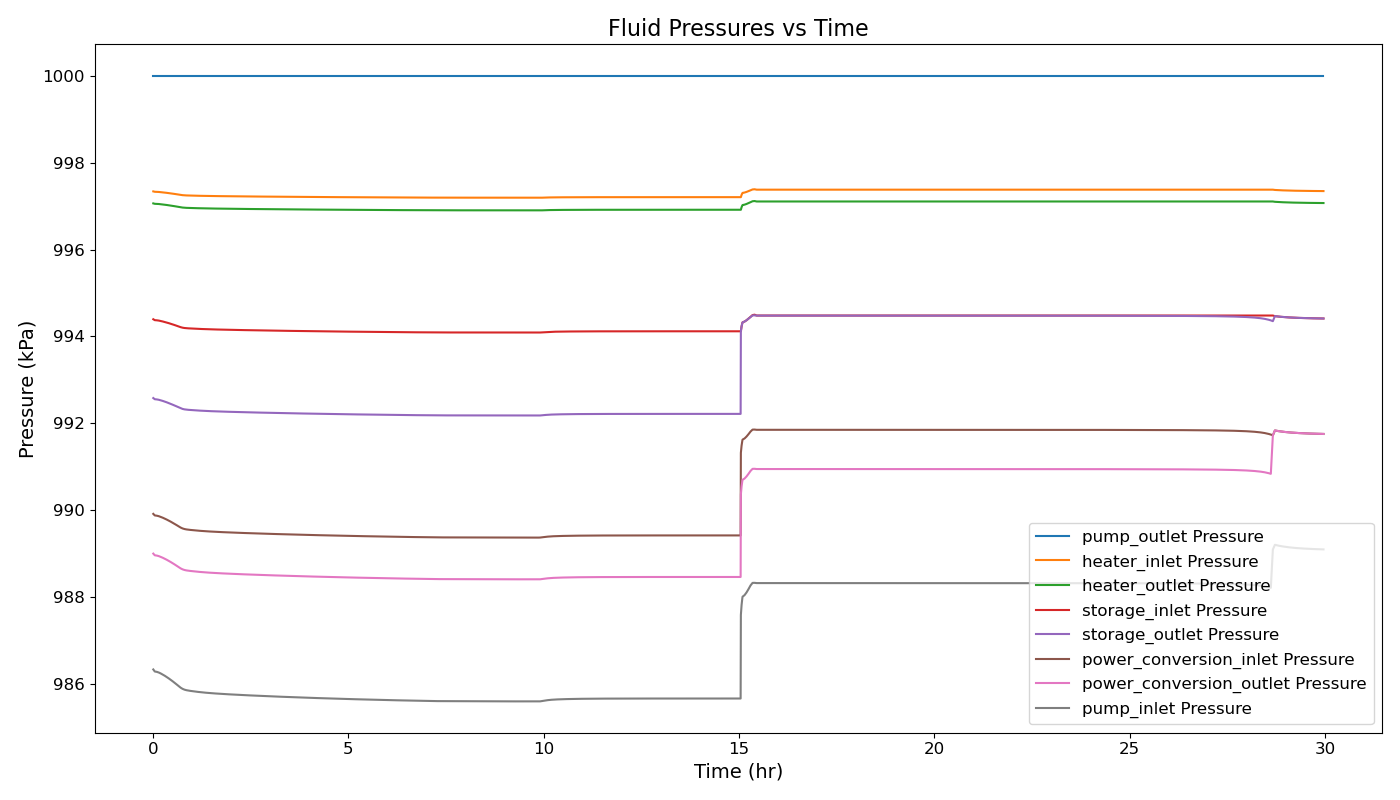 Fluid Pressures vs Time
Pressure (kPa)
1000
998
996
994
992
990
988
986
0 5 10 15 20 25 30
Time (hr)
pump_outlet Pressure
heater_inlet Pressure
heater_outlet Pressure
storage_inlet Pressure
storage_outlet Pressure
power_conversion_inlet Pressure
power_conversion_outlet Pressure
pump_inlet Pressure